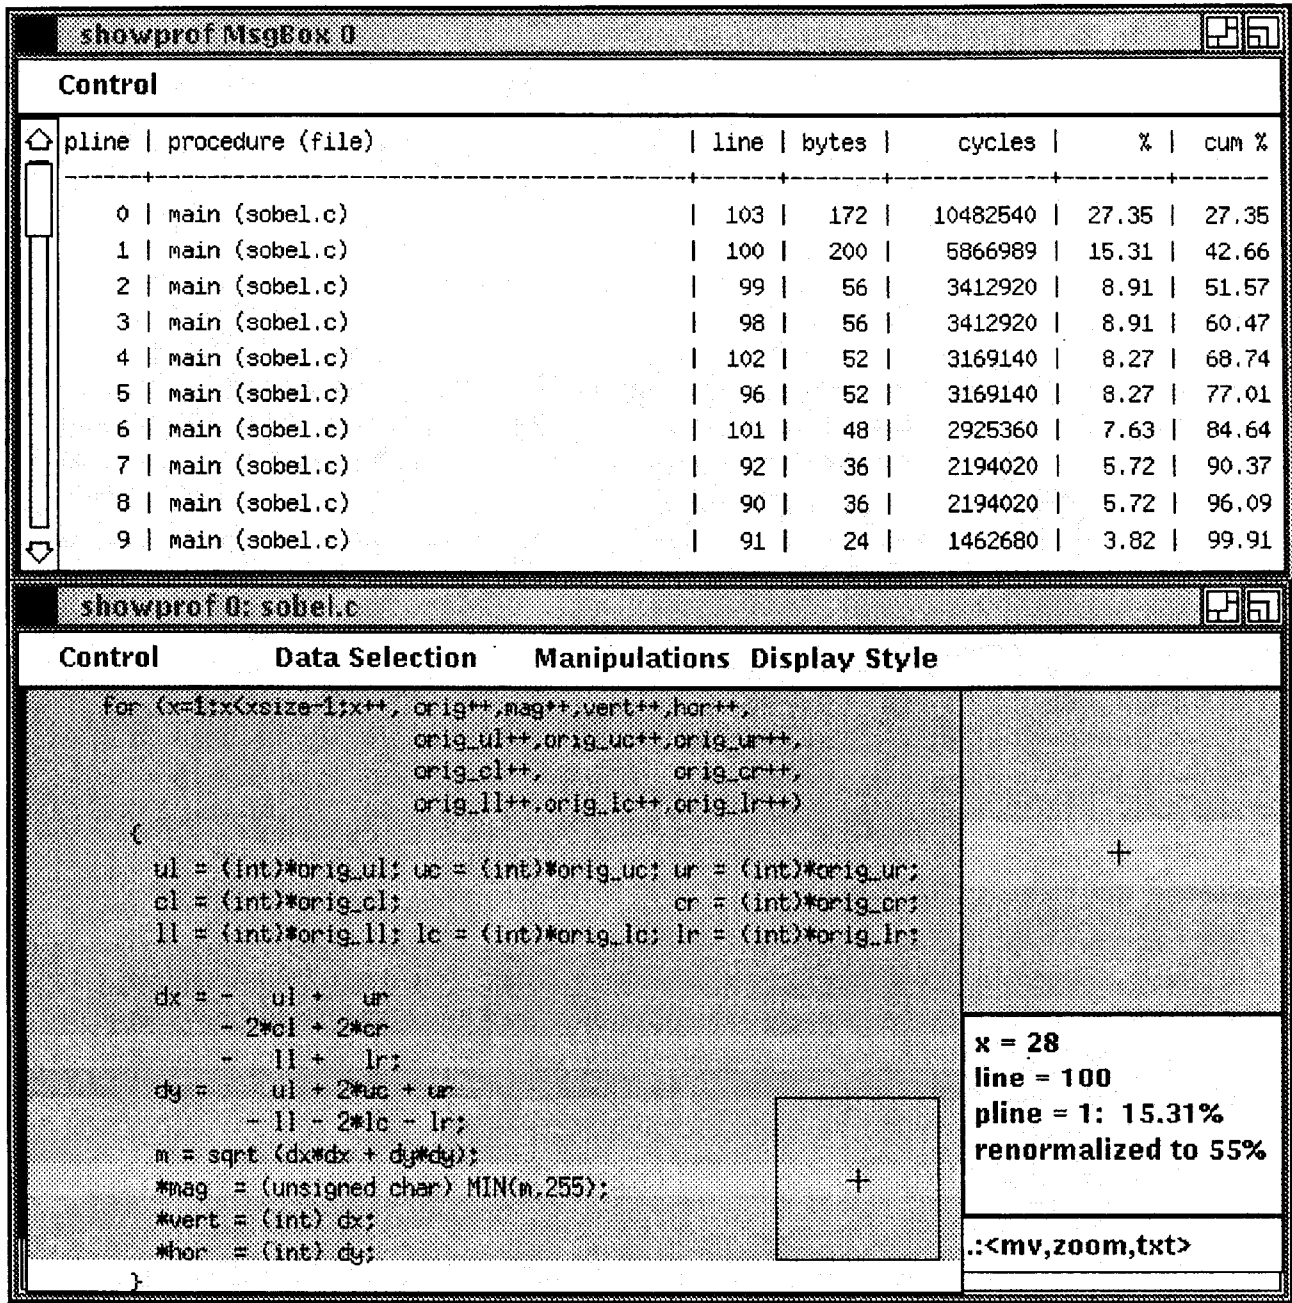 showprof MsgBox 0
Control
pline | procedure (file) | line | bytes | cycles | % | cum %
------+------------------------------------------+------+-------+-----------+--------+-------
0 | main (sobel.c) | 103 | 172 | 10482540 | 27.35 | 27.35
1 | main (sobel.c) | 100 | 200 | 5866989 | 15.31 | 42.66
2 | main (sobel.c) | 99 | 56 | 3412920 | 8.91 | 51.57
3 | main (sobel.c) | 98 | 56 | 3412920 | 8.91 | 60.47
4 | main (sobel.c) | 102 | 52 | 3169140 | 8.27 | 68.74
5 | main (sobel.c) | 96 | 52 | 3169140 | 8.27 | 77.01
6 | main (sobel.c) | 101 | 48 | 2925360 | 7.63 | 84.64
7 | main (sobel.c) | 92 | 36 | 2194020 | 5.72 | 90.37
8 | main (sobel.c) | 90 | 36 | 2194020 | 5.72 | 96.09
9 | main (sobel.c) | 91 | 24 | 1462680 | 3.82 | 99.91
showprof 0: sobel.c
Control Data Selection Manipulations Display Style
for (x=1;x<xsize-1;x++, orig++,mag++,vert++,hor++,
orig_ul++,orig_uc++,orig_ur++,
orig_cl++, orig_cr++,
orig_ll++,orig_lc++,orig_lr++)
{
ul = (int)*orig_ul; uc = (int)*orig_uc; ur = (int)*orig_ur;
cl = (int)*orig_cl; cr = (int)*orig_cr;
ll = (int)*orig_ll; lc = (int)*orig_lc; lr = (int)*orig_lr;
dx = - ul + ur
- 2*cl + 2*cr
- ll + lr;
dy = ul + 2*uc + ur
- ll - 2*lc - lr;
m = sqrt (dx*dx + dy*dy);
*mag = (unsigned char) MIN(m,255);
*vert = (int) dx;
*hor = (int) dy;
}
x = 28
line = 100
pline = 1: 15.31%
renormalized to 55%
.:<mv,zoom,txt>